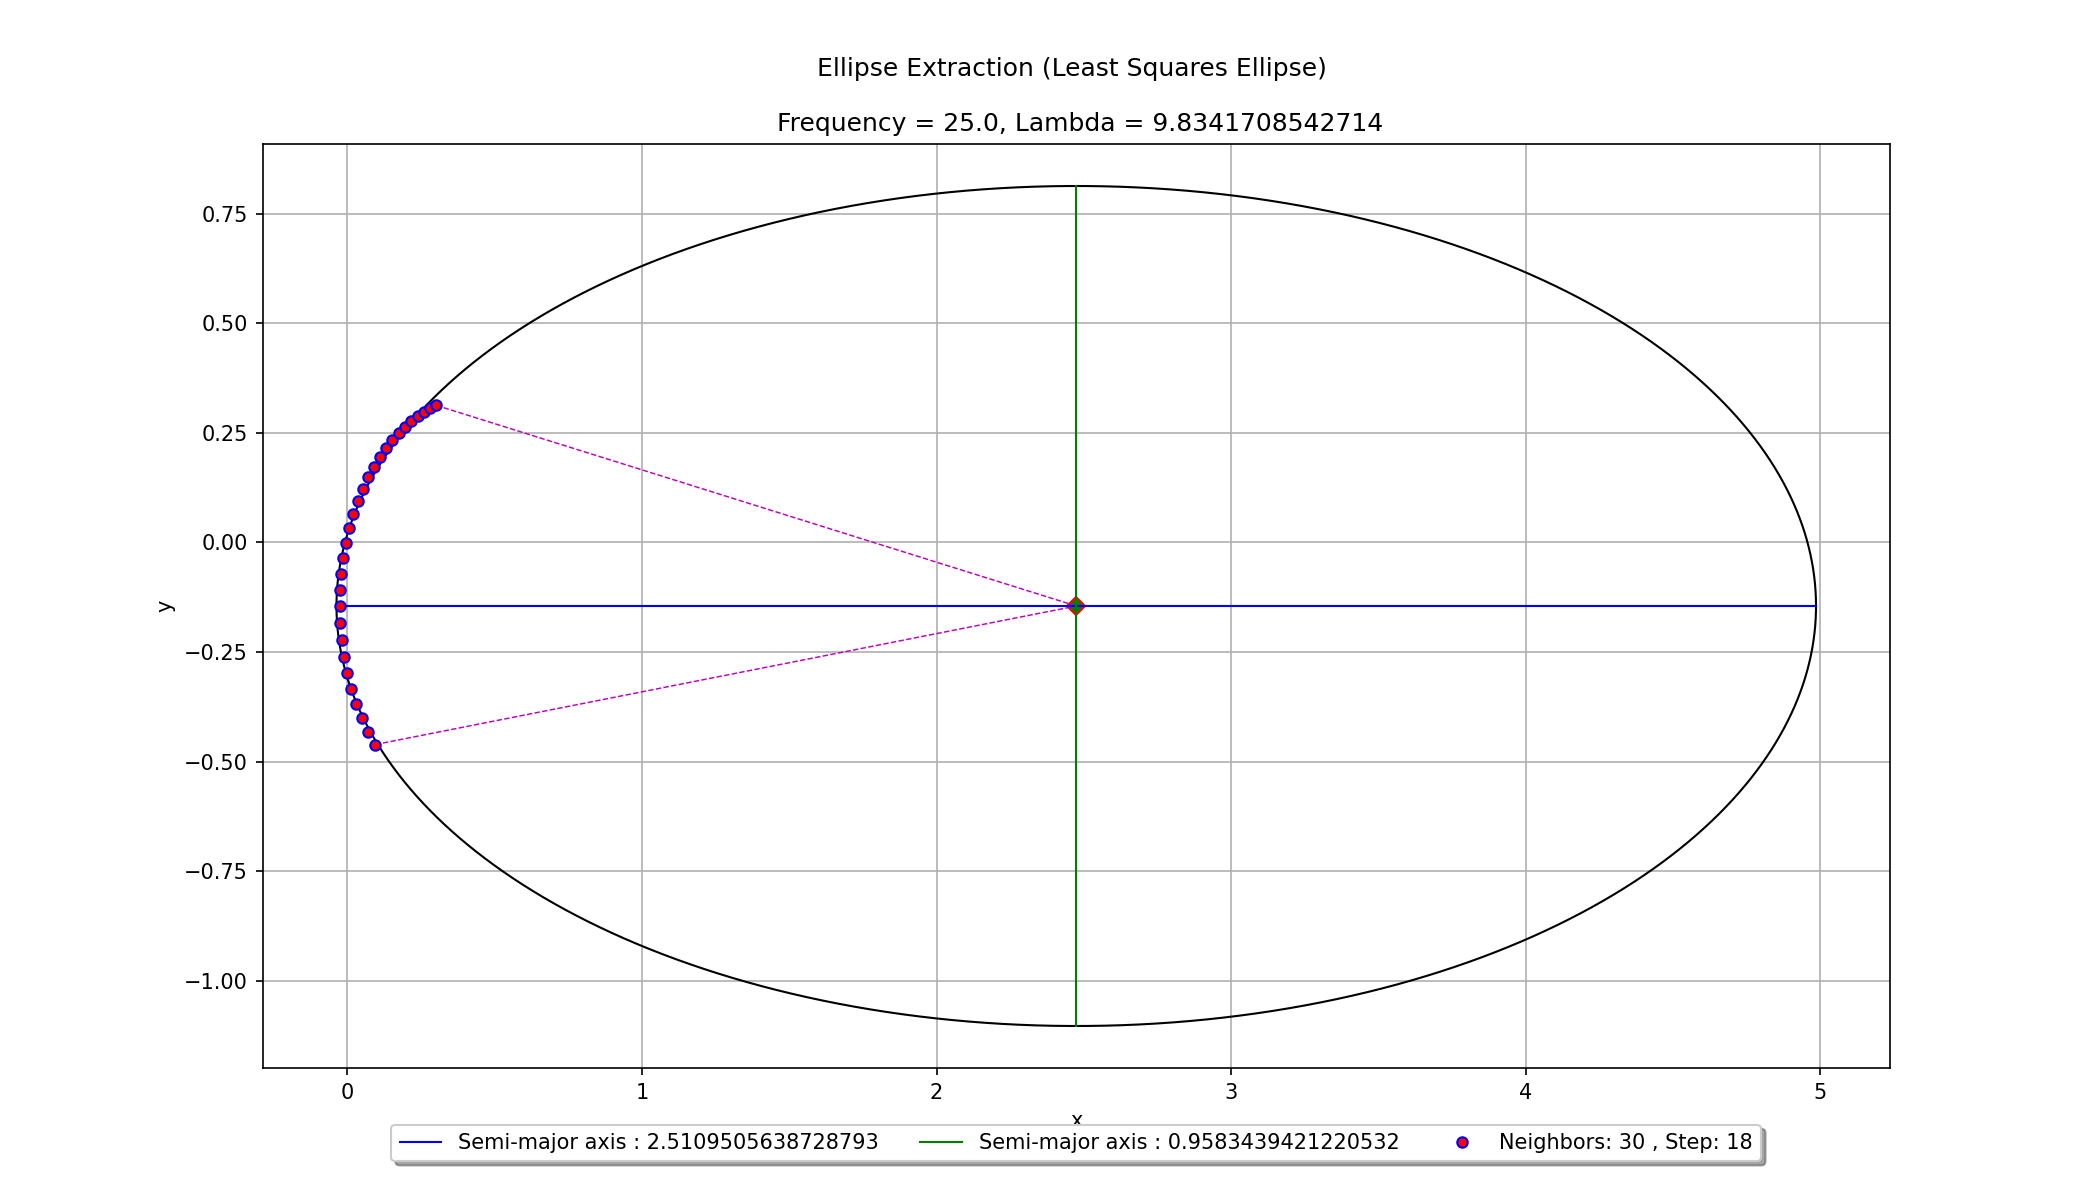 Ellipse Extraction (Least Squares Ellipse)
Frequency = 25.0, Lambda = 9.8341708542714
0.75
0.50
0.25
0.00
−0.25
−0.50
−0.75
−1.00
y
0 1 2 3 4 5
x
Semi-major axis : 2.5109505638728793 Semi-major axis : 0.9583439421220532 Neighbors: 30 , Step: 18